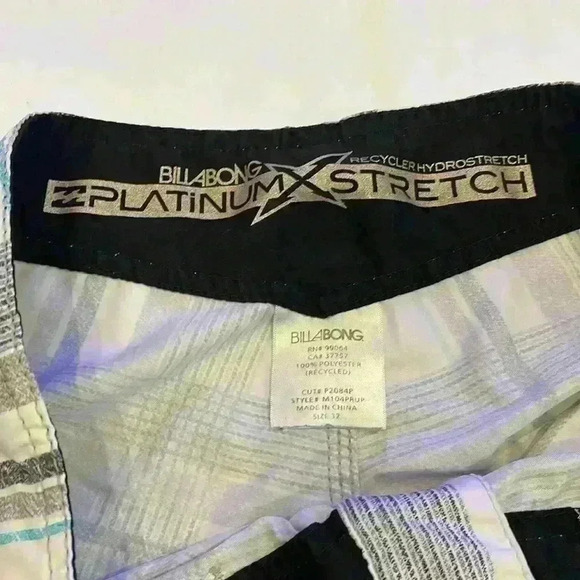 BILLABONG
RECYCLER HYDROSTRETCH
PLATINUM X STRETCH
BILLABONG
RN# 90064
CA# 37757
100% POLYESTER
(RECYCLED)
CUT# P2084P
STYLE# M104PRUP
MADE IN CHINA
SIZE: 32